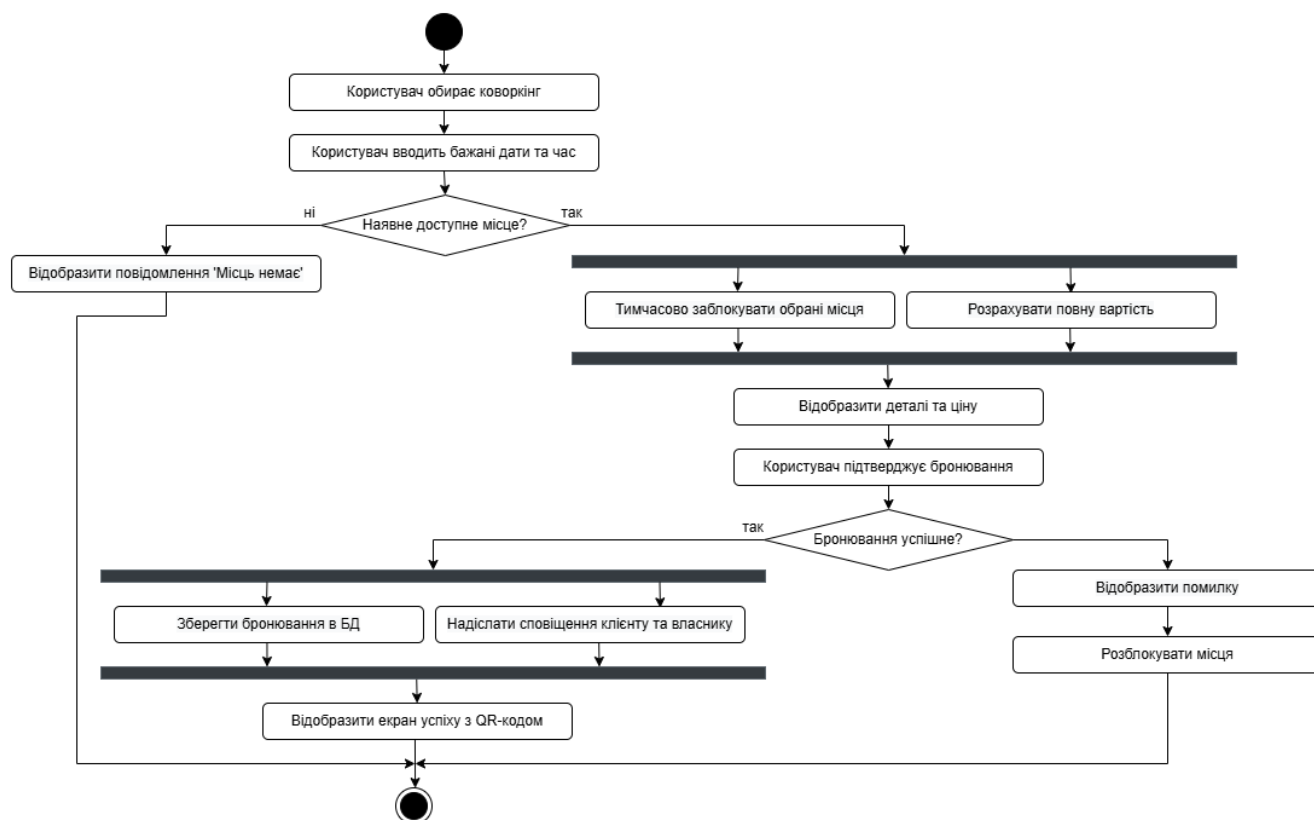 Користувач обирає коворкінг
Користувач вводить бажані дати та час
ні
Наявне доступне місце?
так
Відобразити повідомлення 'Місць немає'
Тимчасово заблокувати обрані місця
Розрахувати повну вартість
Відобразити деталі та ціну
Користувач підтверджує бронювання
так
Бронювання успішне?
Відобразити помилку
Зберегти бронювання в БД
Надіслати сповіщення клієнту та власнику
Розблокувати місця
Відобразити екран успіху з QR-кодом